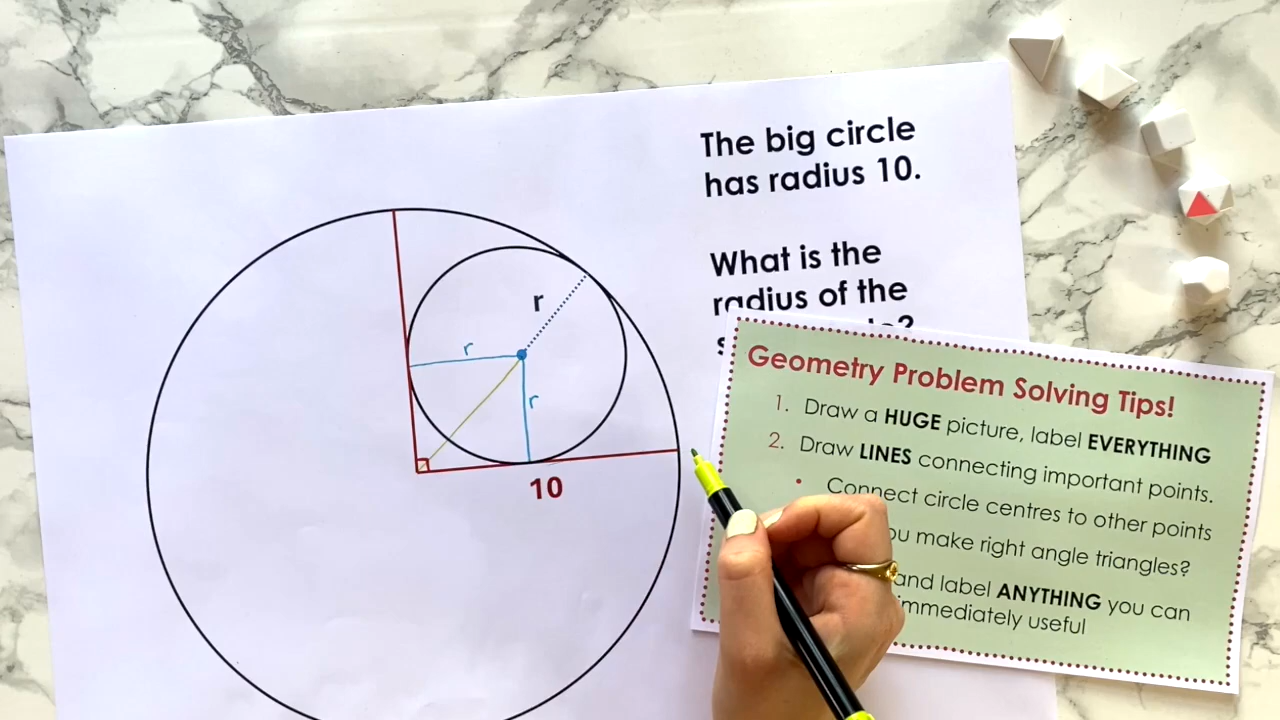 The big circle
has radius 10.
What is the
radius of the
r
r
r
10
Geometry Problem Solving Tips!
1. Draw a HUGE picture, label EVERYTHING
2. Draw LINES connecting important points.
• Connect circle centres to other points
make right angle triangles?
and label ANYTHING you can
immediately useful